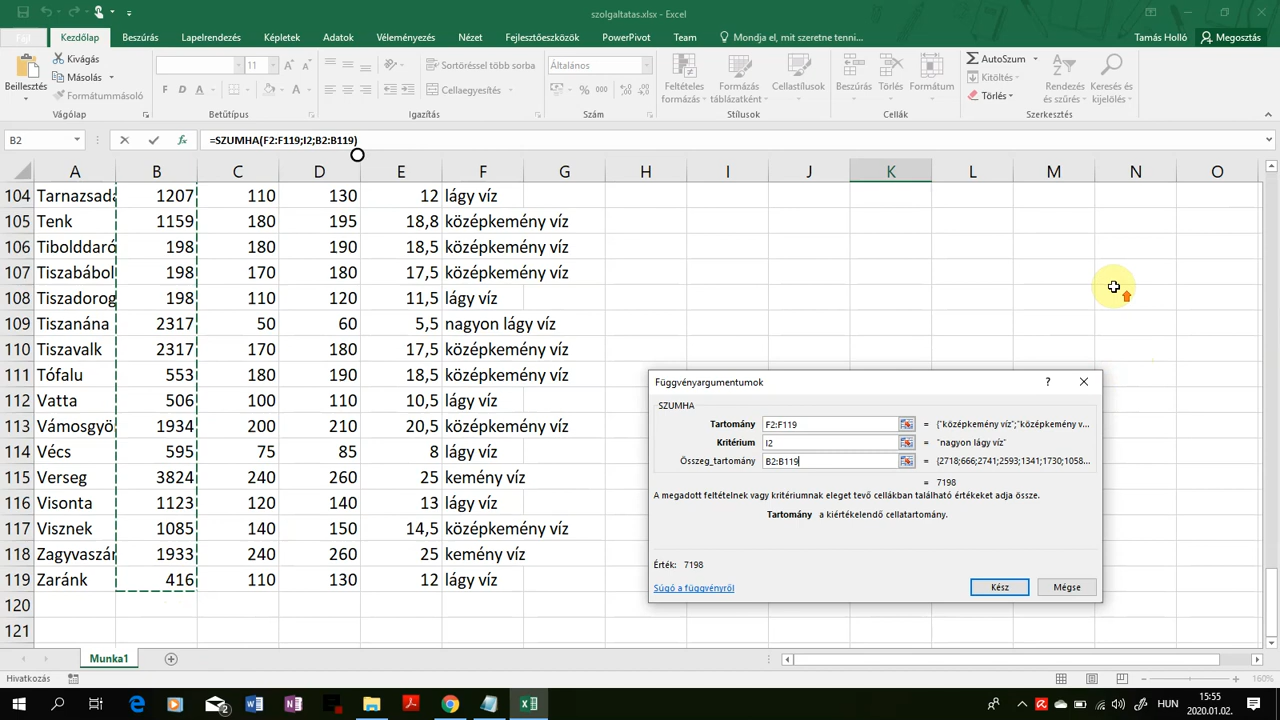 szolgaltatas.xlsx - Excel
Fájl Kezdőlap Beszúrás Lapelrendezés Képletek Adatok Véleményezés Nézet Fejlesztőeszközök PowerPivot Team Mondja el, mit szeretne tenni... Tamás Holló Megosztás
Beillesztés
Kivágás
Másolás
Formátummásoló
Vágólap
11
Betűtípus
Sortöréssel több sorba
Cellaegyesítés
Igazítás
Általános
Szám
Feltételes formázás
Formázás táblázatként
Cellastílusok
Stílusok
Beszúrás Törlés Formátum
Cellák
AutoSzum
Kitöltés
Törlés
Rendezés és szűrés
Keresés és kijelölés
Szerkesztés
B2 fx =SZUMHA(F2:F119;I2;B2:B119)
A B C D E F G H I J K L M N O
104 Tarnazsada 1207 110 130 12 lágy víz
105 Tenk 1159 180 195 18,8 középkemény víz
106 Tibolddaró 198 180 190 18,5 középkemény víz
107 Tiszabábol 198 170 180 17,5 középkemény víz
108 Tiszadorog 198 110 120 11,5 lágy víz
109 Tiszanána 2317 50 60 5,5 nagyon lágy víz
110 Tiszavalk 2317 170 180 17,5 középkemény víz
111 Tófalu 553 180 190 18,5 középkemény víz
112 Vatta 506 100 110 10,5 lágy víz
113 Vámosgyö 1934 200 210 20,5 középkemény víz
114 Vécs 595 75 85 8 lágy víz
115 Verseg 3824 240 260 25 kemény víz
116 Visonta 1123 120 140 13 lágy víz
117 Visznek 1085 140 150 14,5 középkemény víz
118 Zagyvaszán 1933 240 260 25 kemény víz
119 Zaránk 416 110 130 12 lágy víz
120
121
Függvényargumentumok ?
SZUMHA
Tartomány F2:F119 = {"középkemény víz";"középkemény v...
Kritérium I2 = "nagyon lágy víz"
Összeg_tartomány B2:B119 = {2718;666;2741;2593;1341;1730;1058...
= 7198
A megadott feltételnek vagy kritériumnak eleget tevő cellákban található értékeket adja össze.
Tartomány a kiértékelendő cellatartomány.
Érték: 7198
Súgó a függvényről Kész Mégse
Munka1
Hivatkozás 160%
2
HUN
15:55
2020.01.02.